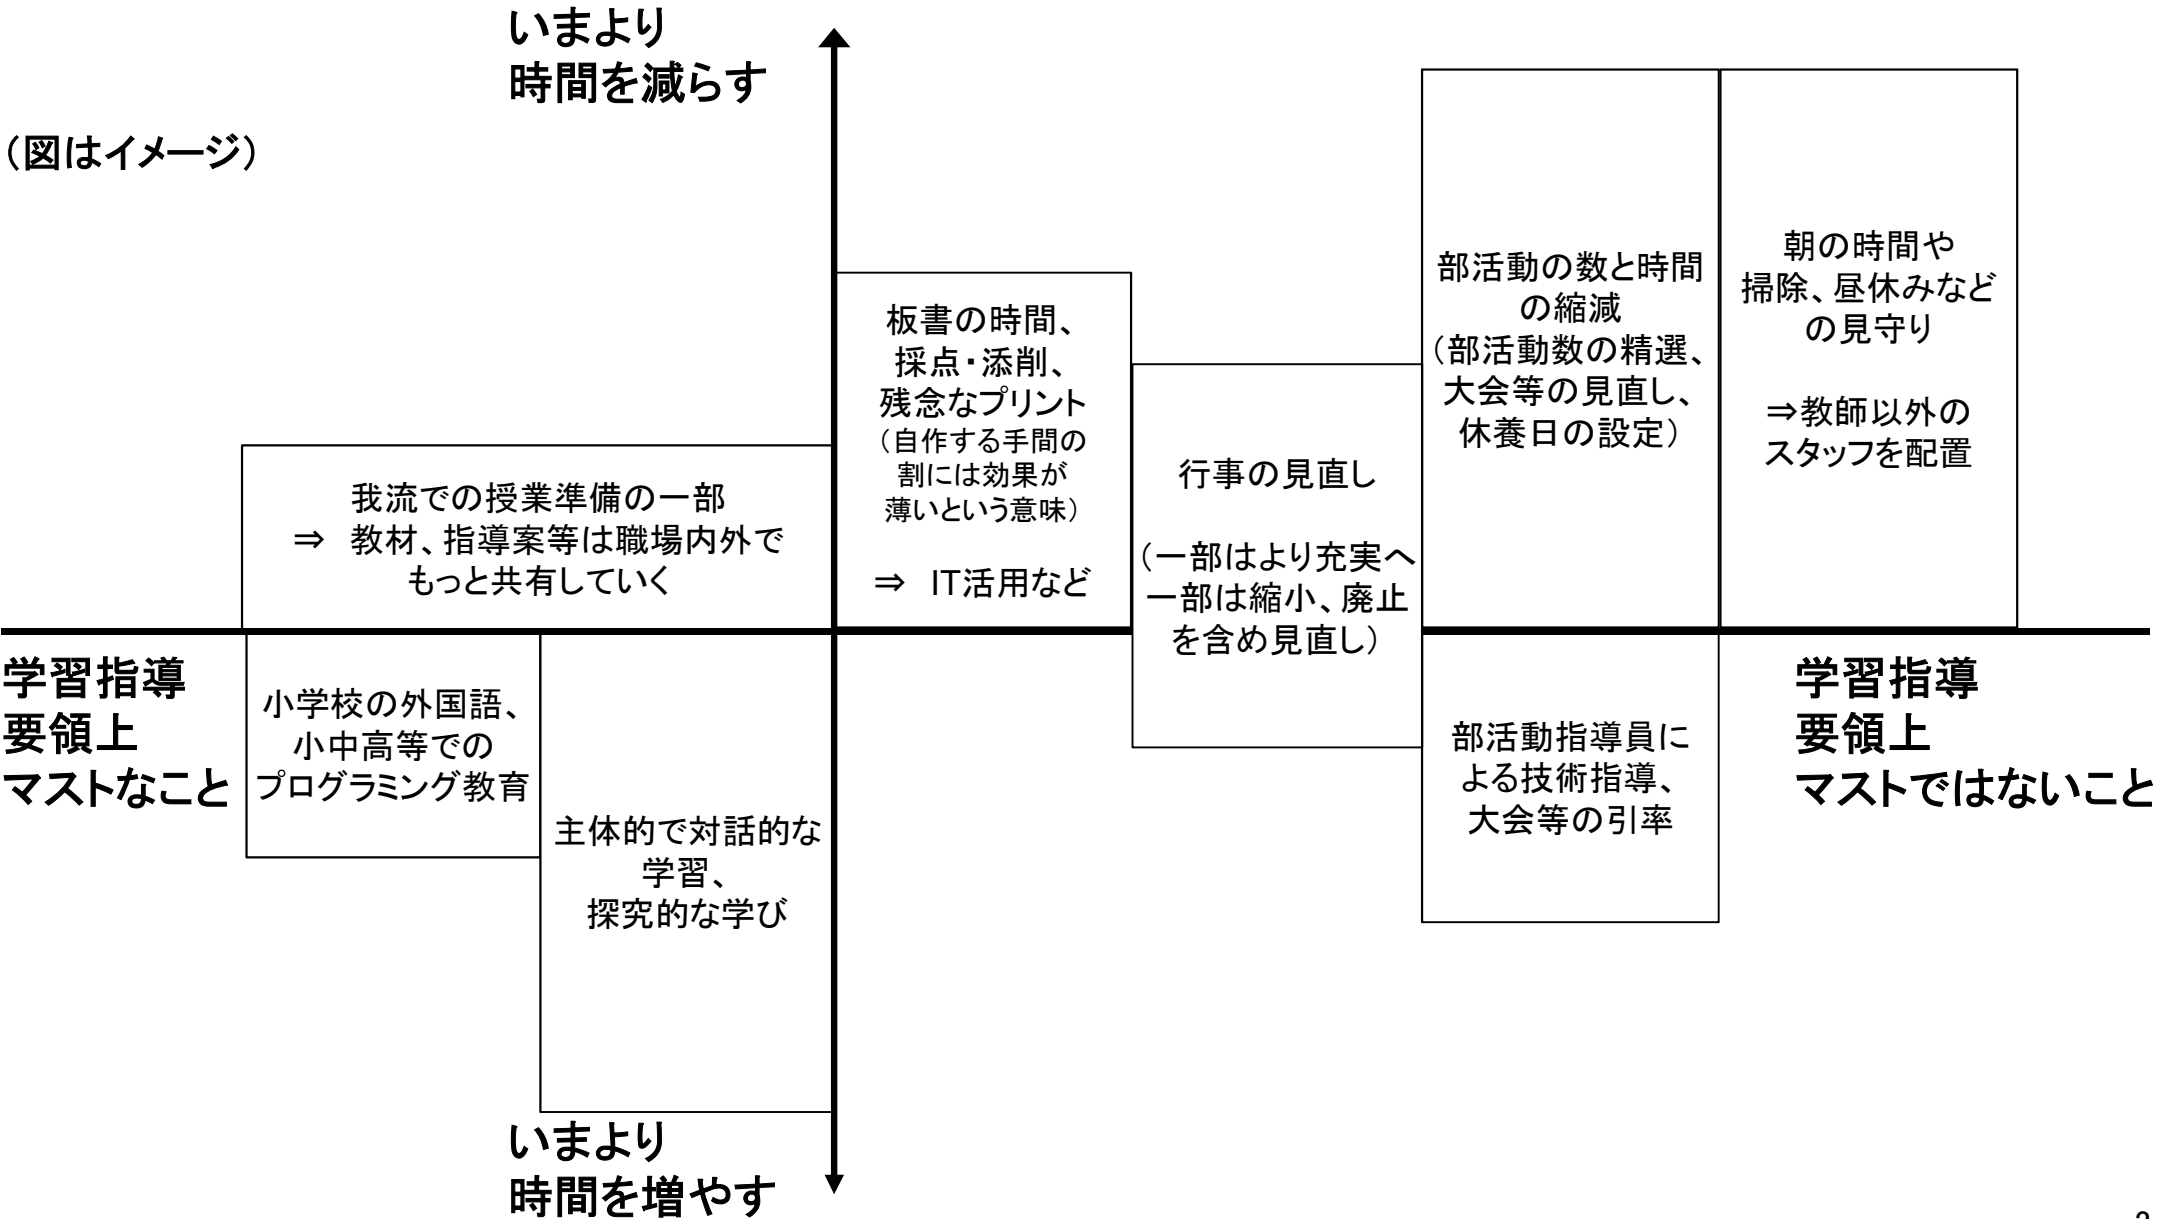 いまより
時間を減らす
（図はイメージ）
我流での授業準備の一部
⇒　教材、指導案等は職場内外で
もっと共有していく
板書の時間、
採点・添削、
残念なプリント
（自作する手間の
割には効果が
薄いという意味）
⇒　IT活用など
行事の見直し
（一部はより充実へ
一部は縮小、廃止
を含め見直し）
部活動の数と時間
の縮減
（部活動数の精選、
大会等の見直し、
休養日の設定）
朝の時間や
掃除、昼休みなど
の見守り
⇒教師以外の
スタッフを配置
学習指導
要領上
マストなこと
小学校の外国語、
小中高等での
プログラミング教育
主体的で対話的な
学習、
探究的な学び
部活動指導員に
よる技術指導、
大会等の引率
学習指導
要領上
マストではないこと
いまより
時間を増やす